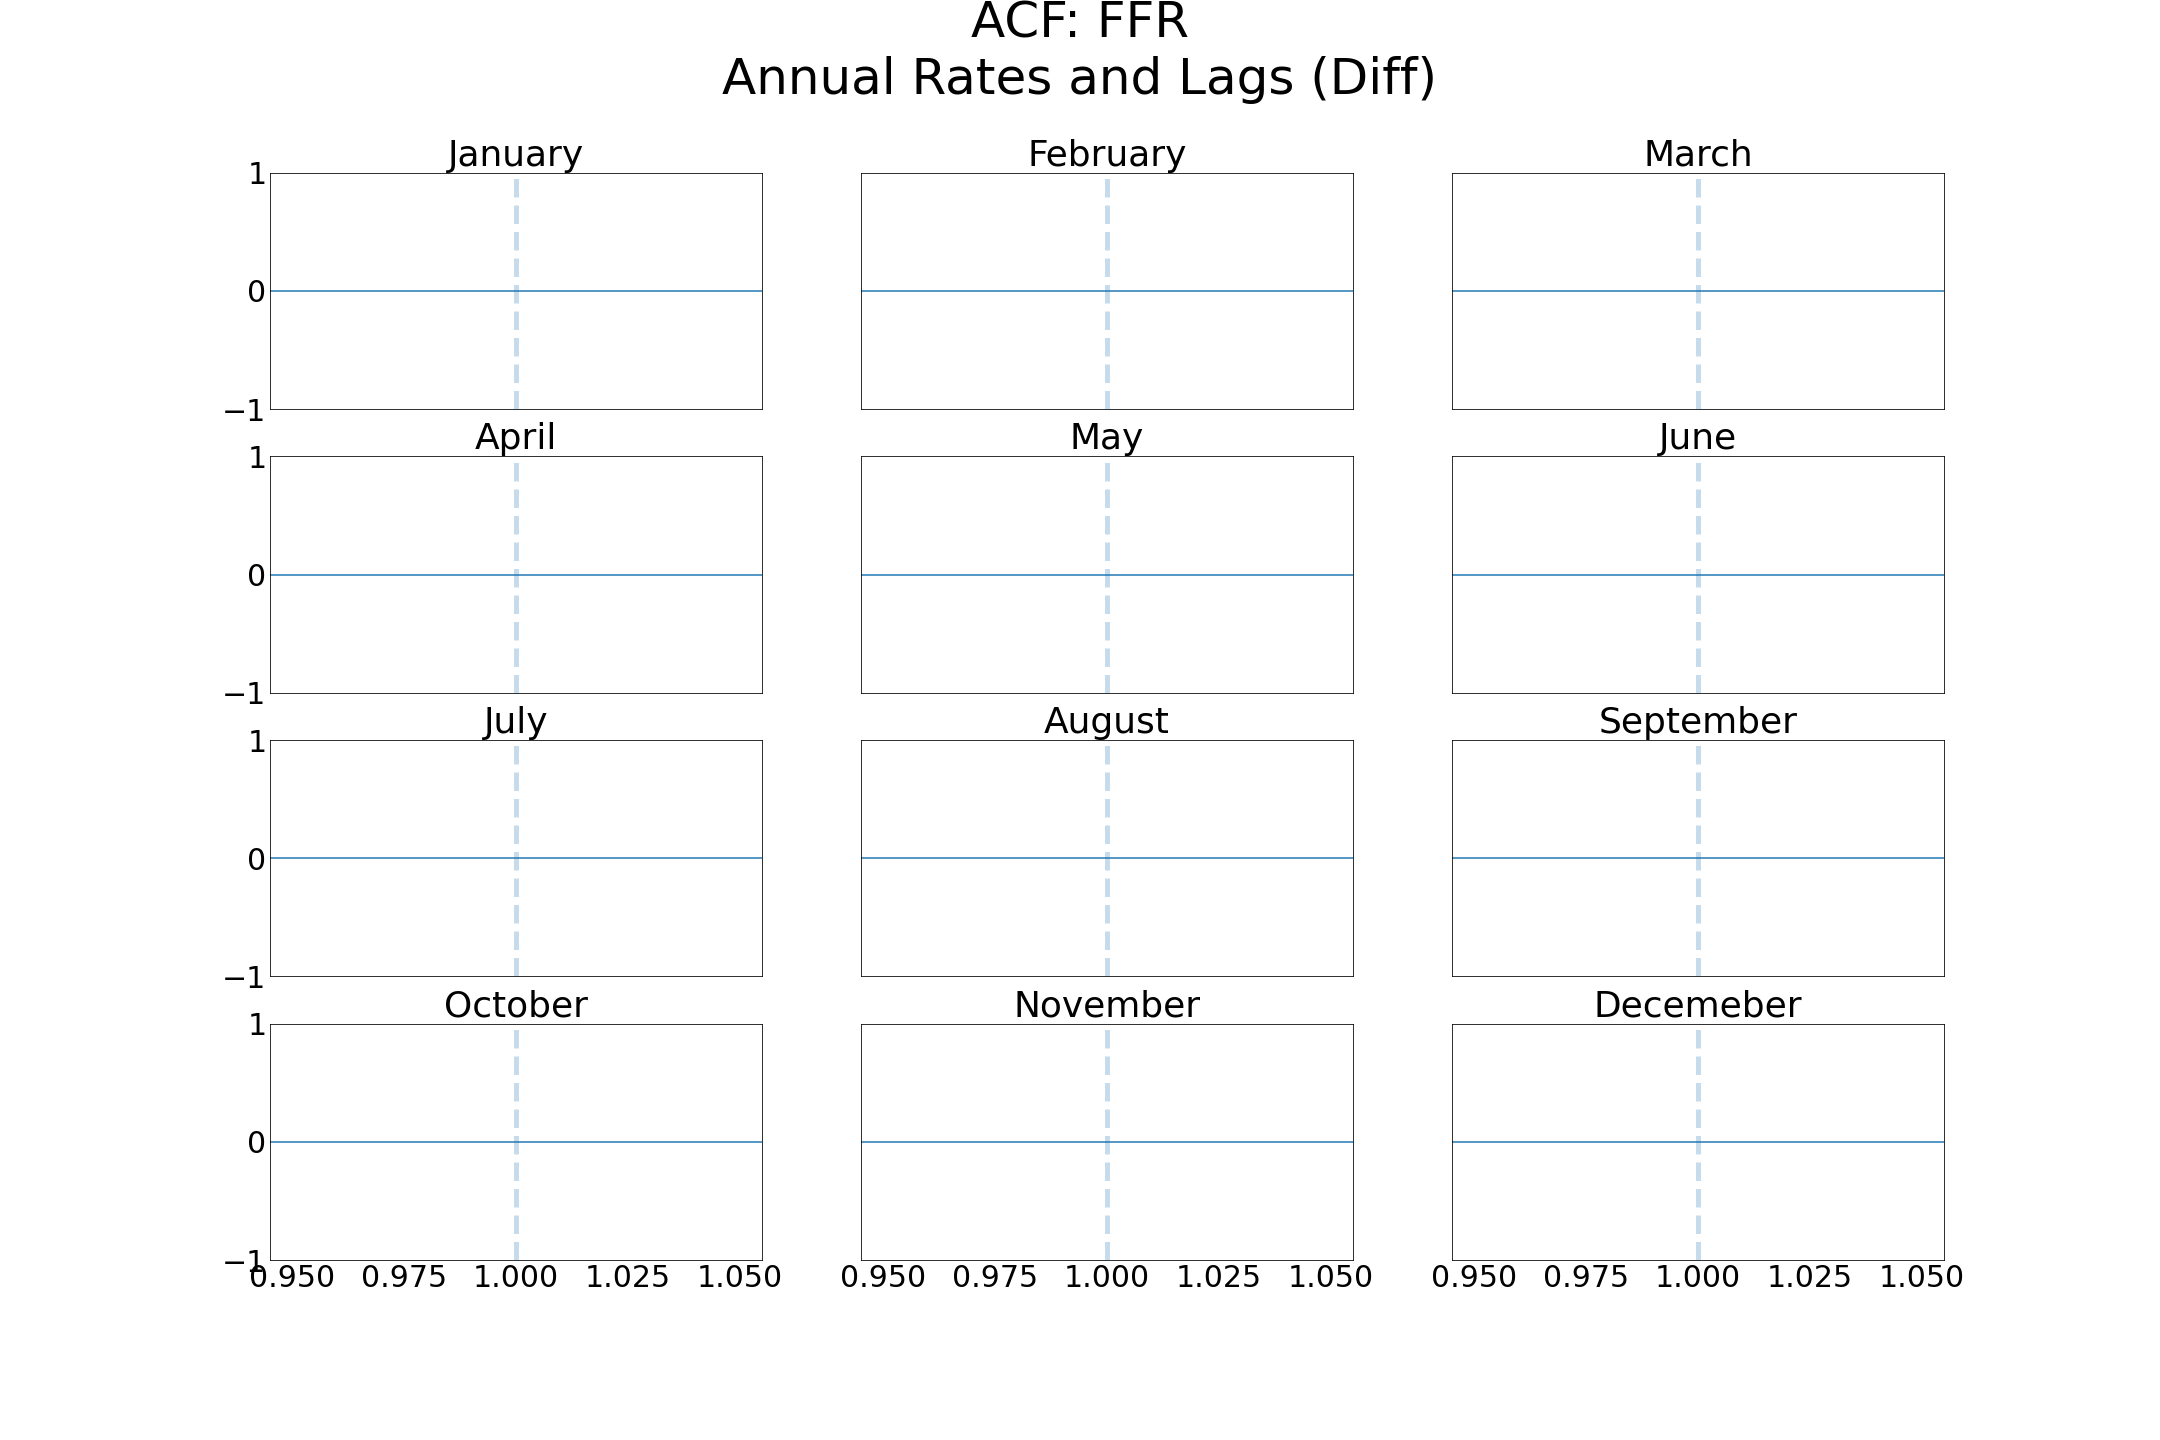 ACF: FFR
Annual Rates and Lags (Diff)
January
February
March
1
0
−1
April
May
June
1
0
−1
July
August
September
1
0
−1
October
November
Decemeber
1
0
−1
0.950 0.975 1.000 1.025 1.050
0.950 0.975 1.000 1.025 1.050
0.950 0.975 1.000 1.025 1.050